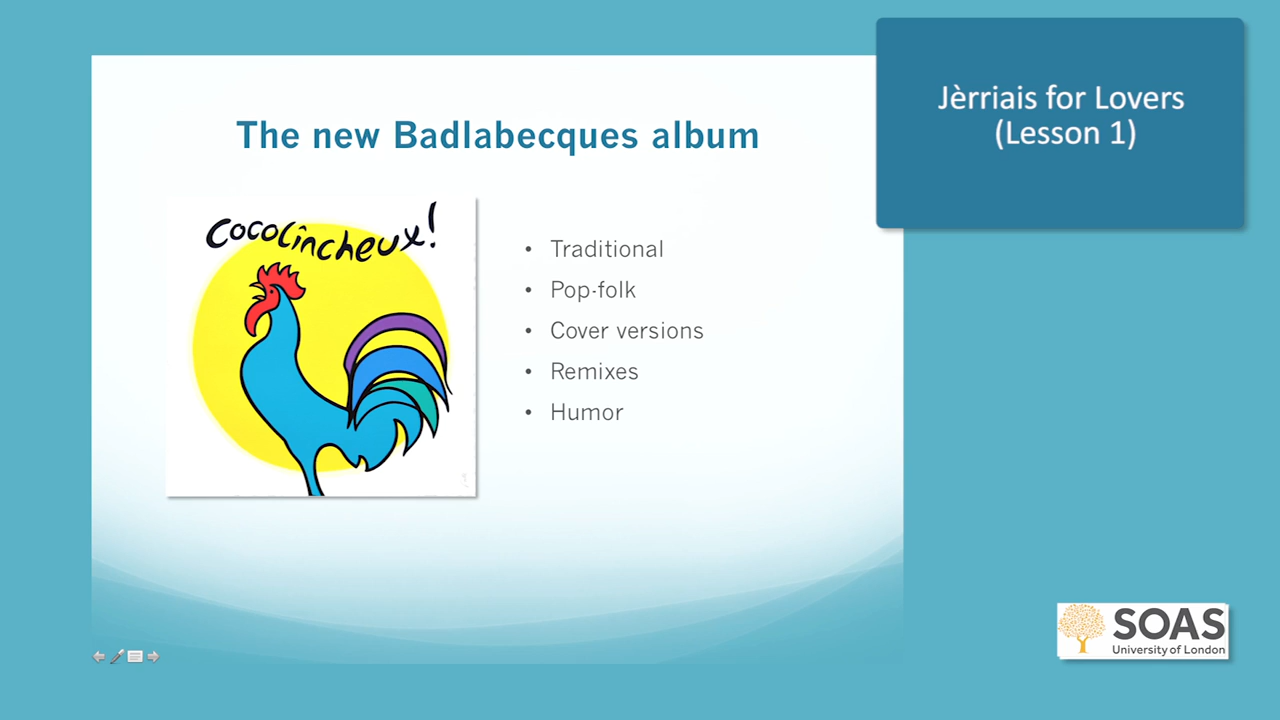 Jèrriais for Lovers
(Lesson 1)
The new Badlabecques album
Cocolîncheux!
• Traditional
• Pop-folk
• Cover versions
• Remixes
• Humor
SOAS
University of London